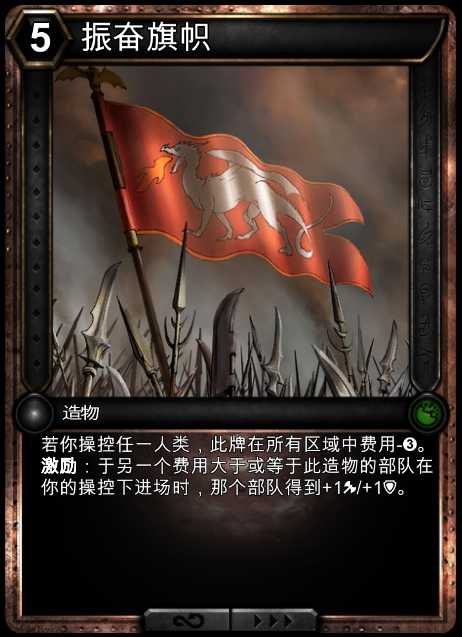 5 振奋旗帜
造物
若你操控任一人类，此牌在所有区域中费用-3。
激励：于另一个费用大于或等于此造物的部队在
你的操控下进场时，那个部队得到+1/+1。